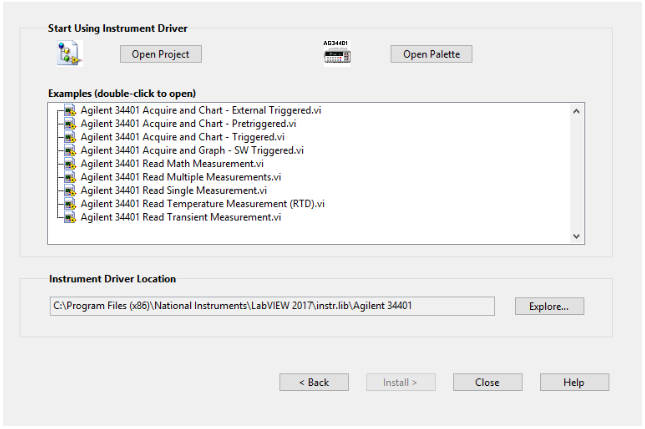 Start Using Instrument Driver
AG34401
Open Project
Open Palette
Examples (double-click to open)
Agilent 34401 Acquire and Chart - External Triggered.vi
Agilent 34401 Acquire and Chart - Pretriggered.vi
Agilent 34401 Acquire and Chart - Triggered.vi
Agilent 34401 Acquire and Graph - SW Triggered.vi
Agilent 34401 Read Math Measurement.vi
Agilent 34401 Read Multiple Measurements.vi
Agilent 34401 Read Single Measurement.vi
Agilent 34401 Read Temperature Measurement (RTD).vi
Agilent 34401 Read Transient Measurement.vi
Instrument Driver Location
C:\Program Files (x86)\National Instruments\LabVIEW 2017\instr.lib\Agilent 34401
Explore...
< Back
Install >
Close
Help